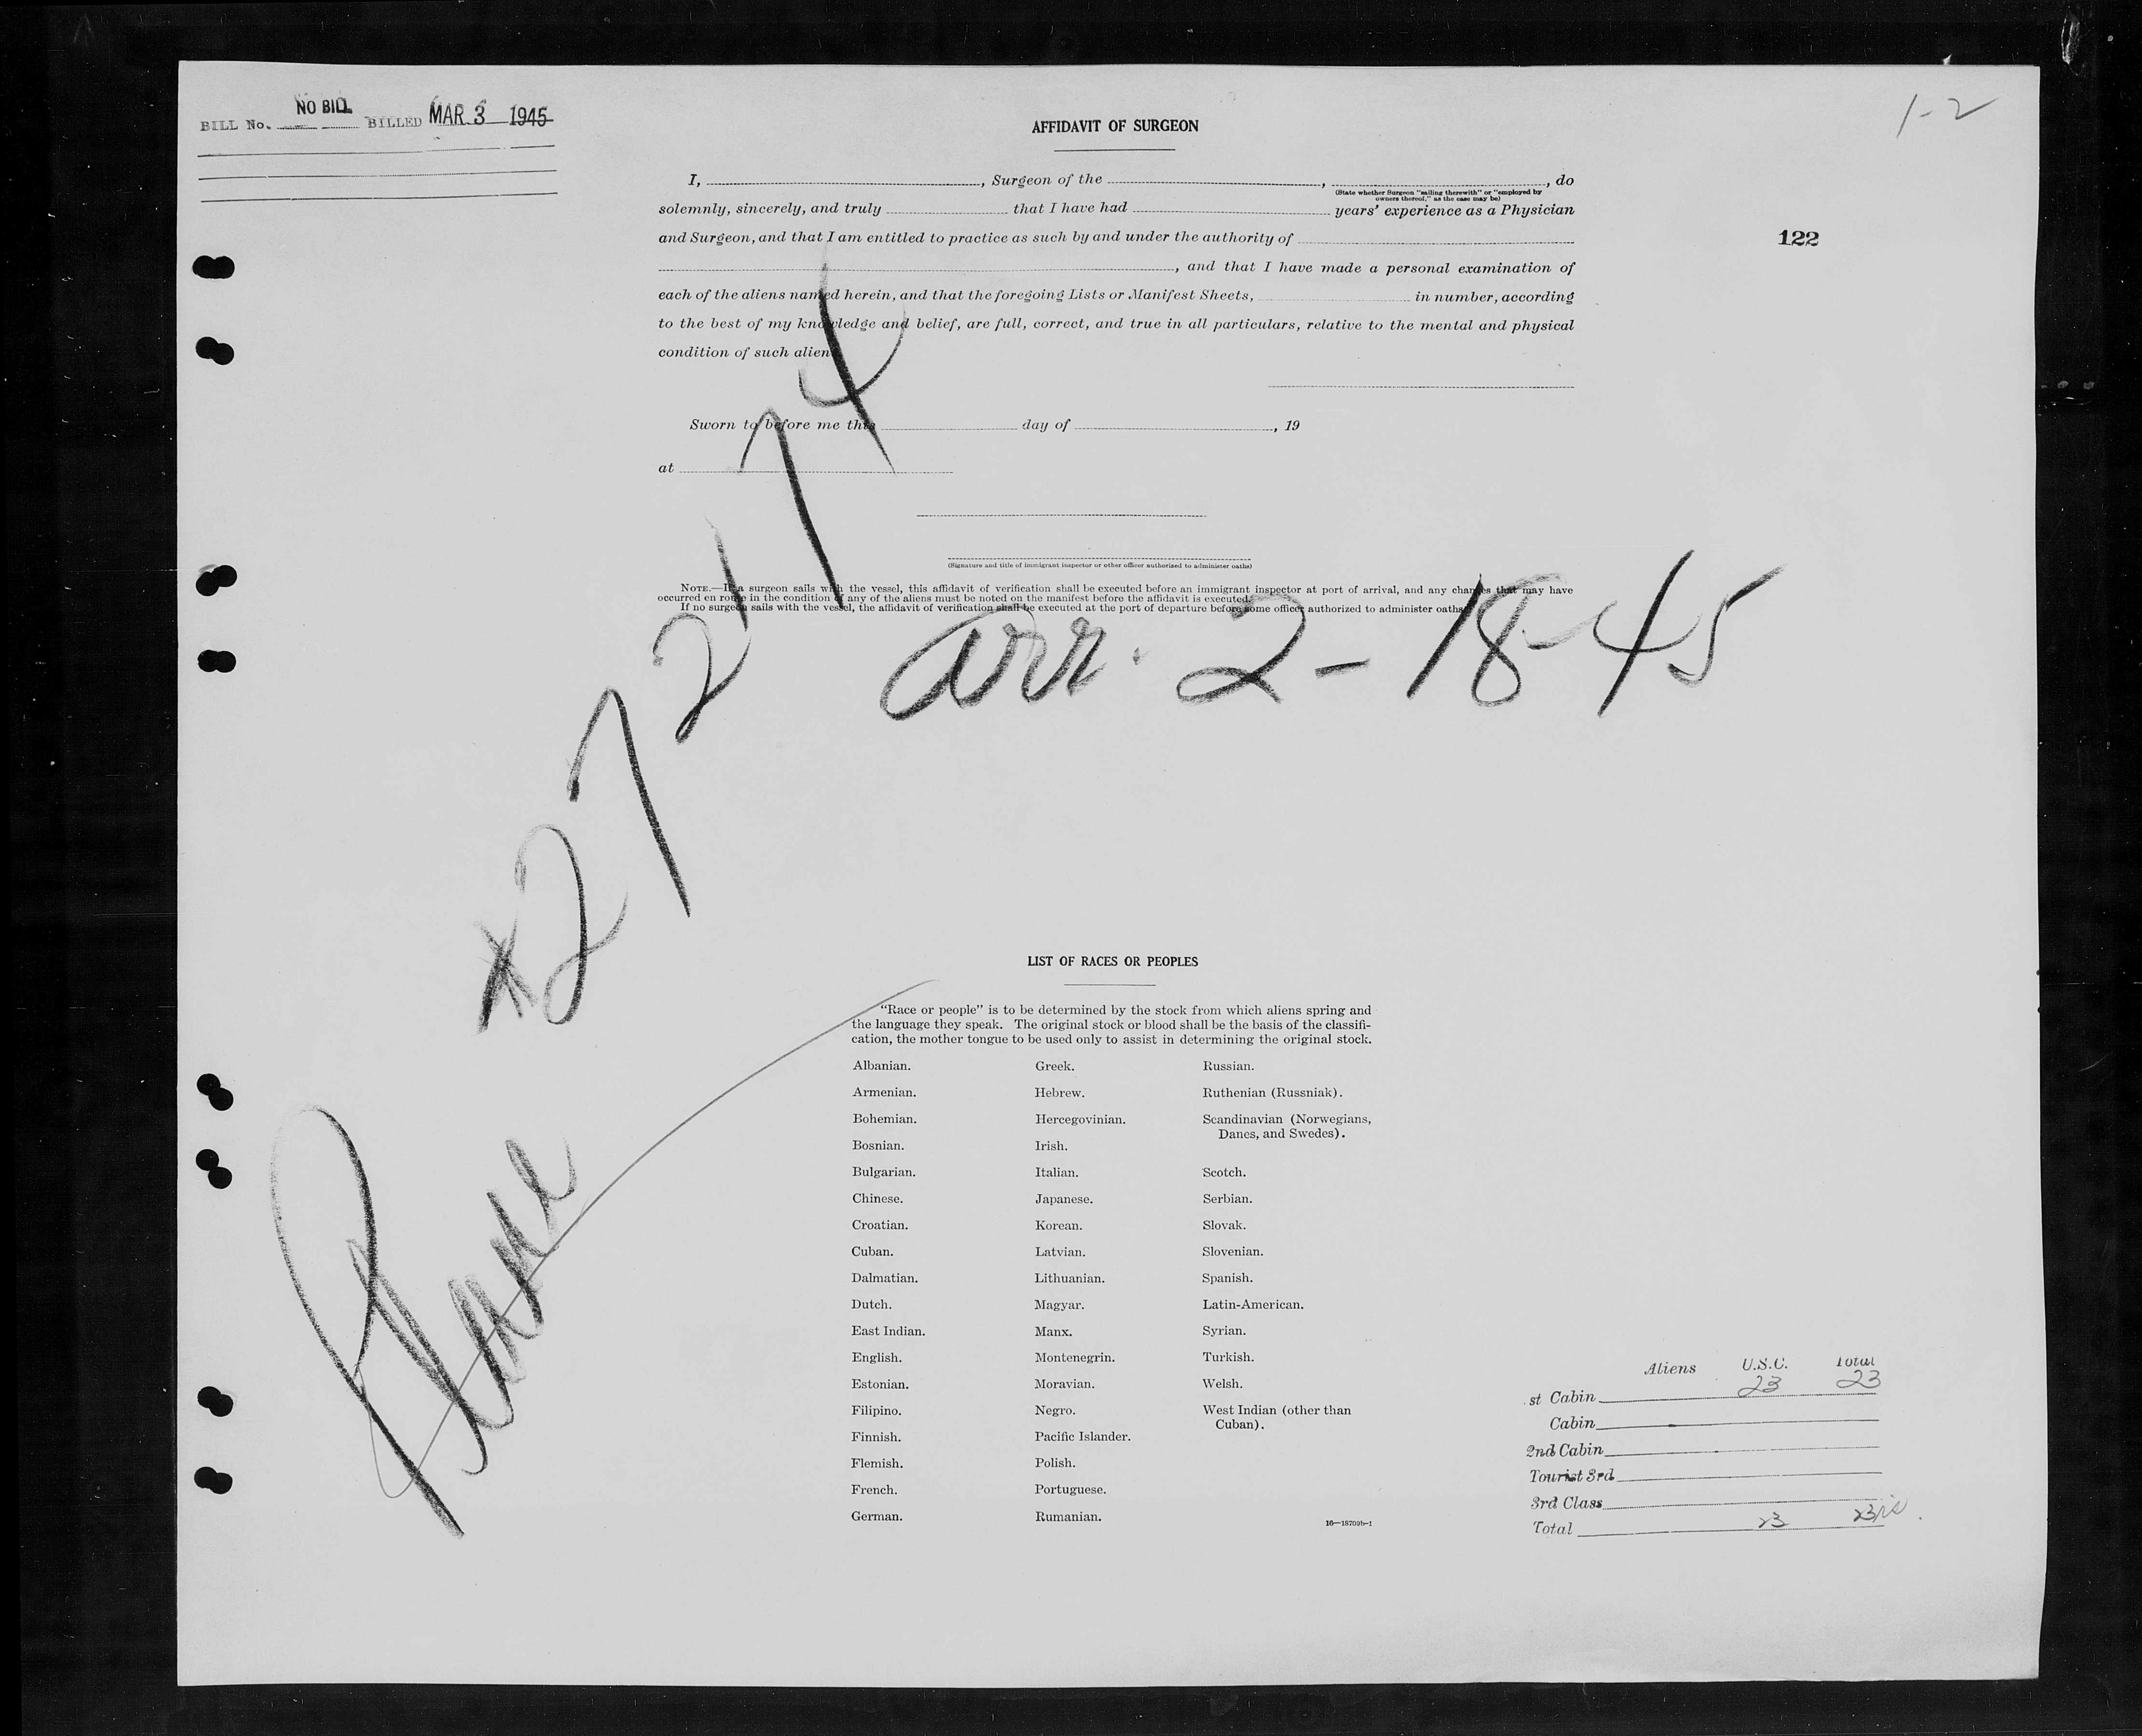 1-2
NO BILL
BILL No. BILLED MAR 3 1945
AFFIDAVIT OF SURGEON
I, , Surgeon of the , , do
(State whether Surgeon "sailing therewith" or "employed by
owners thereof," as the case may be)
solemnly, sincerely, and truly that I have had years' experience as a Physician
and Surgeon, and that I am entitled to practice as such by and under the authority of
122
, and that I have made a personal examination of
each of the aliens named herein, and that the foregoing Lists or Manifest Sheets, in number, according
to the best of my knowledge and belief, are full, correct, and true in all particulars, relative to the mental and physical
condition of such alien
Sworn to before me this day of , 19
at
(Signature and title of immigrant inspector or other officer authorized to administer oaths)
NOTE.—If a surgeon sails with the vessel, this affidavit of verification shall be executed before an immigrant inspector at port of arrival, and any changes that may have
occurred en route in the condition of any of the aliens must be noted on the manifest before the affidavit is executed.
If no surgeon sails with the vessel, the affidavit of verification shall be executed at the port of departure before some officer authorized to administer oaths
arr. 2-18-45
Plane
LIST OF RACES OR PEOPLES
"Race or people" is to be determined by the stock from which aliens spring and
the language they speak. The original stock or blood shall be the basis of the classifi-
cation, the mother tongue to be used only to assist in determining the original stock.
Albanian.
Armenian.
Bohemian.
Bosnian.
Bulgarian.
Chinese.
Croatian.
Cuban.
Dalmatian.
Dutch.
East Indian.
English.
Estonian.
Filipino.
Finnish.
Flemish.
French.
German.
Greek.
Hebrew.
Hercegovinian.
Irish.
Italian.
Japanese.
Korean.
Latvian.
Lithuanian.
Magyar.
Manx.
Montenegrin.
Moravian.
Negro.
Pacific Islander.
Polish.
Portuguese.
Rumanian.
Russian.
Ruthenian (Russniak).
Scandinavian (Norwegians,
Danes, and Swedes).
Scotch.
Serbian.
Slovak.
Slovenian.
Spanish.
Latin-American.
Syrian.
Turkish.
Welsh.
West Indian (other than
Cuban).
16—18709b-1
Aliens U.S.C. Total
st Cabin 23 23
Cabin
2nd Cabin
Tourist 3rd
3rd Class
Total 23 23